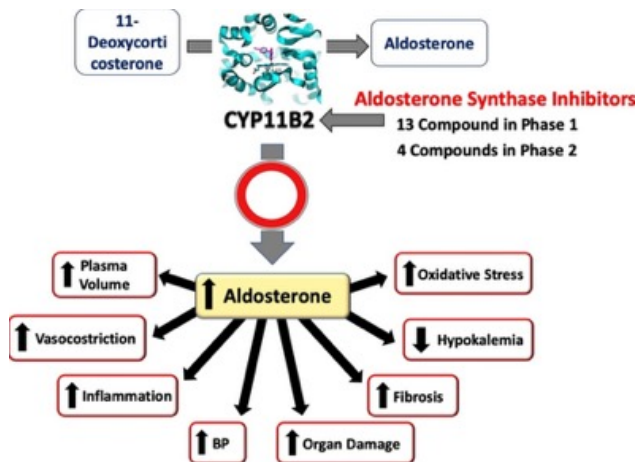 11-
Deoxycorti
costerone
Aldosterone
CYP11B2
Aldosterone Synthase Inhibitors
13 Compound in Phase 1
4 Compounds in Phase 2
Plasma
Volume
Aldosterone
Oxidative Stress
Vasocostriction
Hypokalemia
Inflammation
Fibrosis
BP
Organ Damage